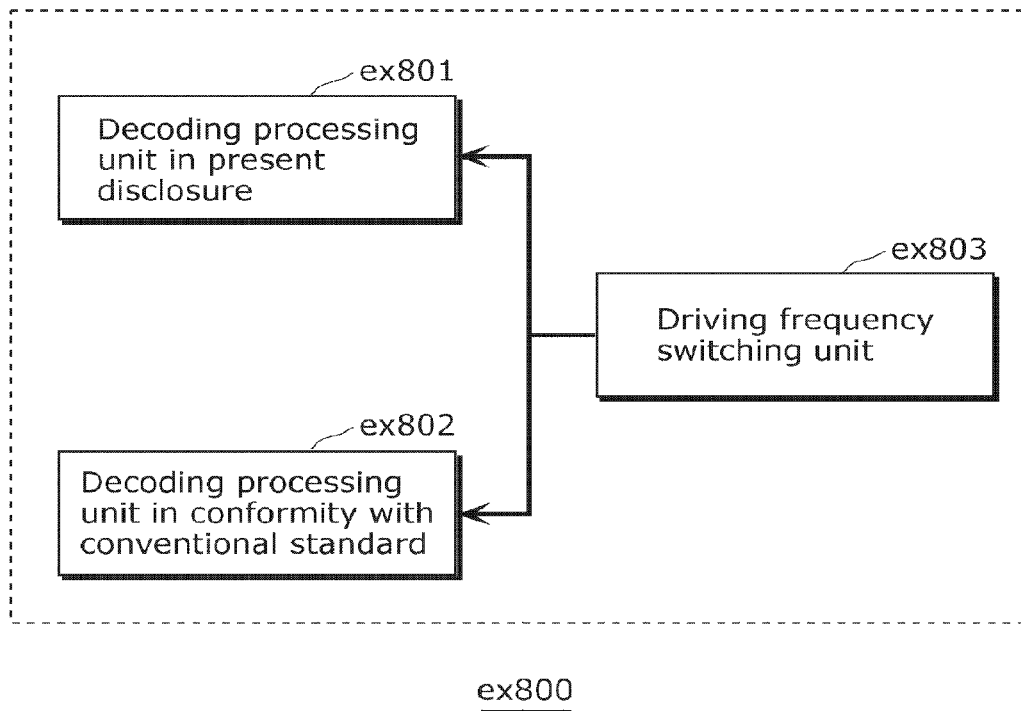 ex801
Decoding processing
unit in present
disclosure
ex803
Driving frequency
switching unit
ex802
Decoding processing
unit in conformity with
conventional standard
ex800